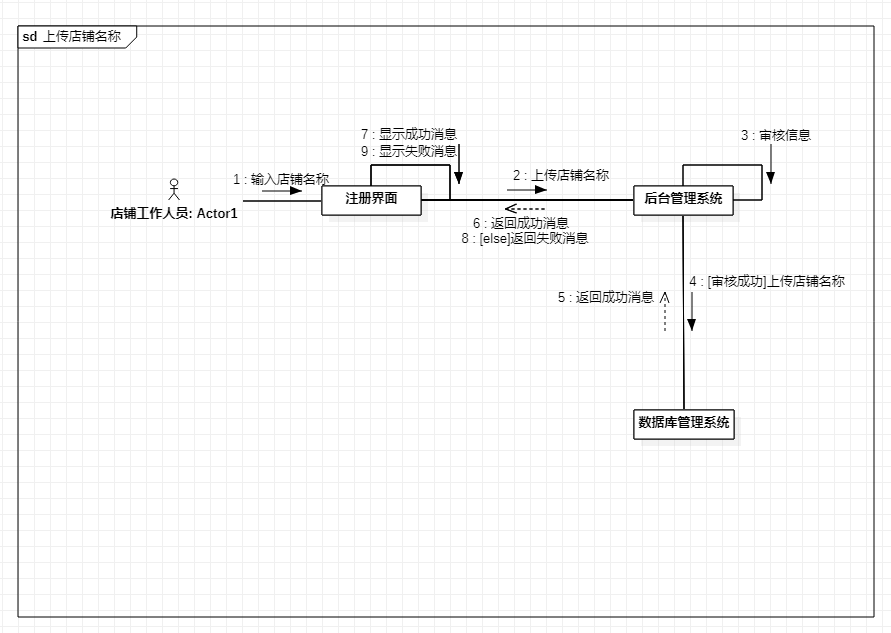 sd 上传店铺名称
7 : 显示成功消息
9 : 显示失败消息
3 : 审核信息
1 : 输入店铺名称
2 : 上传店铺名称
注册界面
后台管理系统
店铺工作人员: Actor1
6 : 返回成功消息
8 : [else]返回失败消息
4 : [审核成功]上传店铺名称
5 : 返回成功消息
数据库管理系统